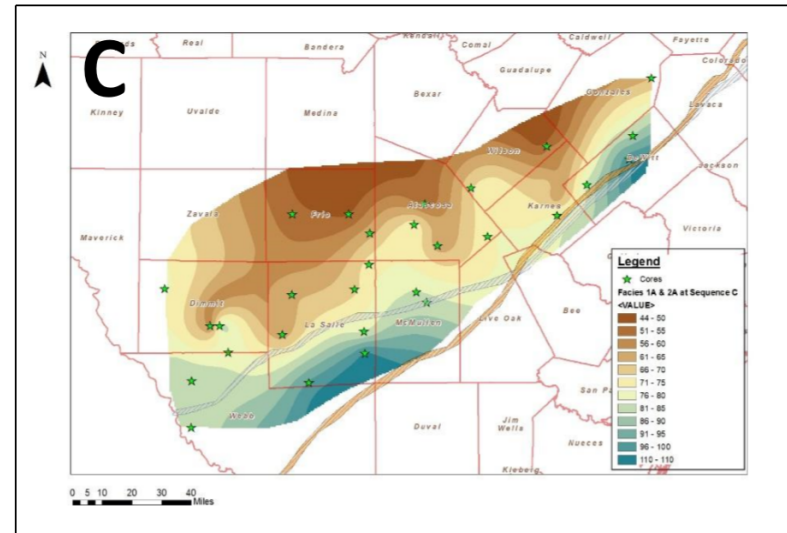 C
N
Real
Bandera
Kendall
Comal
Caldwell
Fayette
Colorado
Guadalupe
Bexar
Gonzales
Lavaca
Kinney
Uvalde
Medina
Wilson
DeWitt
Jackson
Zavala
Frio
Atascosa
Karnes
Maverick
Victoria
Dimmit
La Salle
McMullen
Live Oak
Bee
Webb
Duval
Jim
Wells
San Pa
Nueces
Kleberg
Legend
Cores
Facies 1A & 2A at Sequence C
<VALUE>
44 - 50
51 - 55
56 - 60
61 - 65
66 - 70
71 - 75
76 - 80
81 - 85
86 - 90
91 - 95
96 - 100
110 - 110
0 5 10 20 30 40
Miles